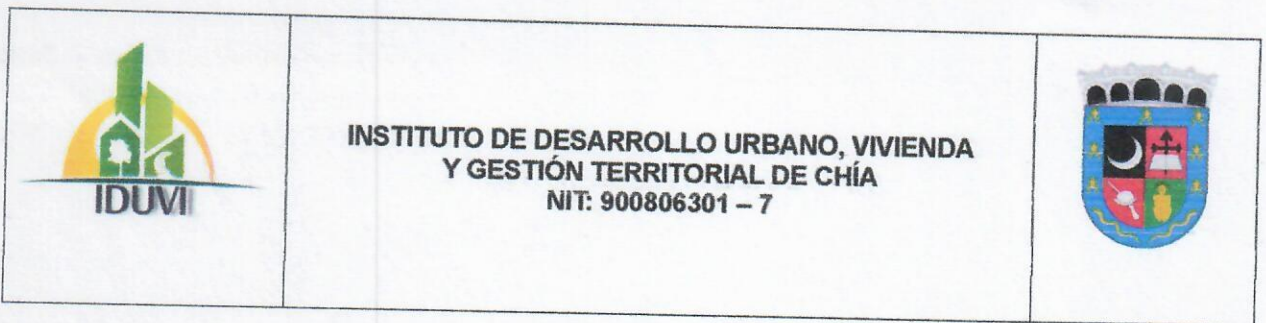 IDUVI
INSTITUTO DE DESARROLLO URBANO, VIVIENDA
Y GESTIÓN TERRITORIAL DE CHÍA
NIT: 900806301 – 7